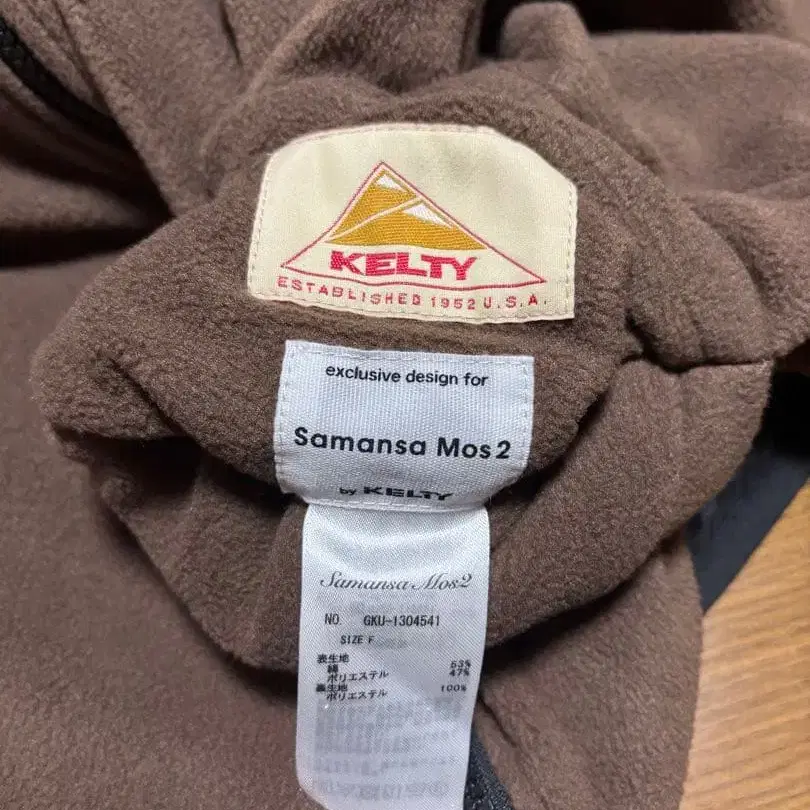 KELTY
ESTABLISHED 1952 U.S.A.
exclusive design for
Samansa Mos2
by KELTY
Samansa Mos2
NO. GKU-1304541
SIZE F
表生地
綿 53%
ポリエステル 47%
裏生地
ポリエステル 100%